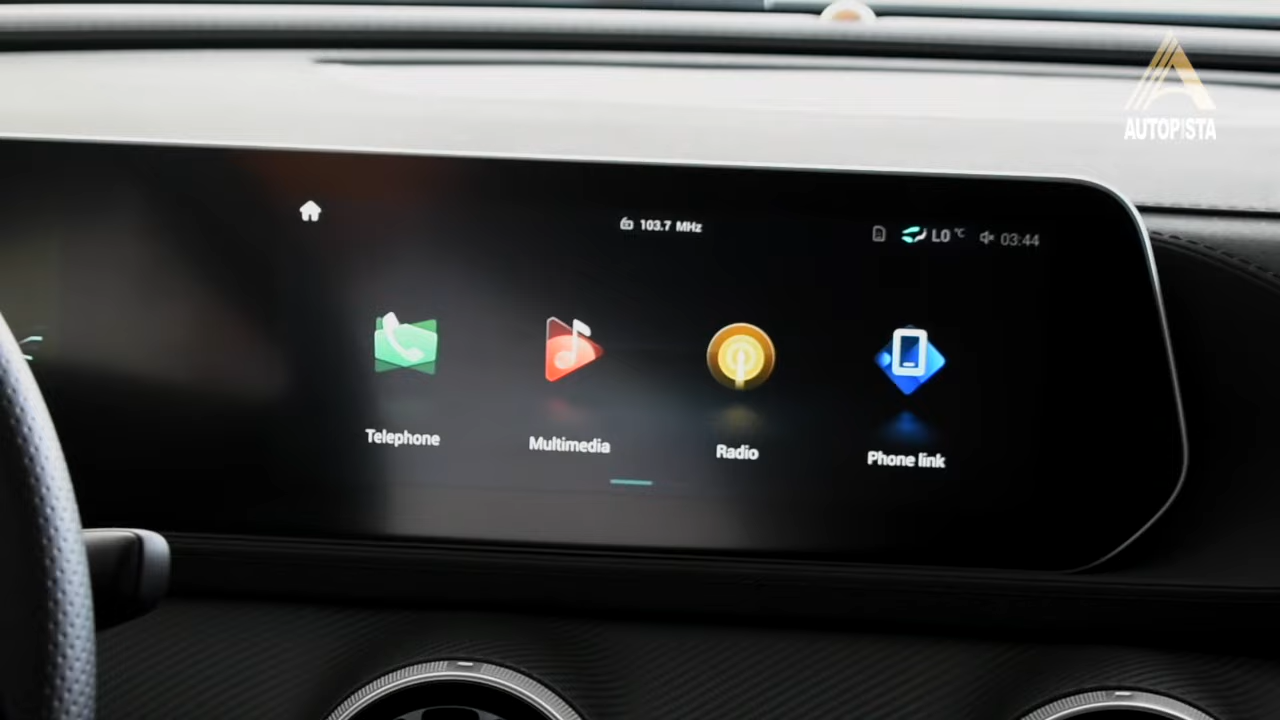 AUTOPISTA
103.7 MHz
LO °C 03:44
Telephone
Multimedia
Radio
Phone link